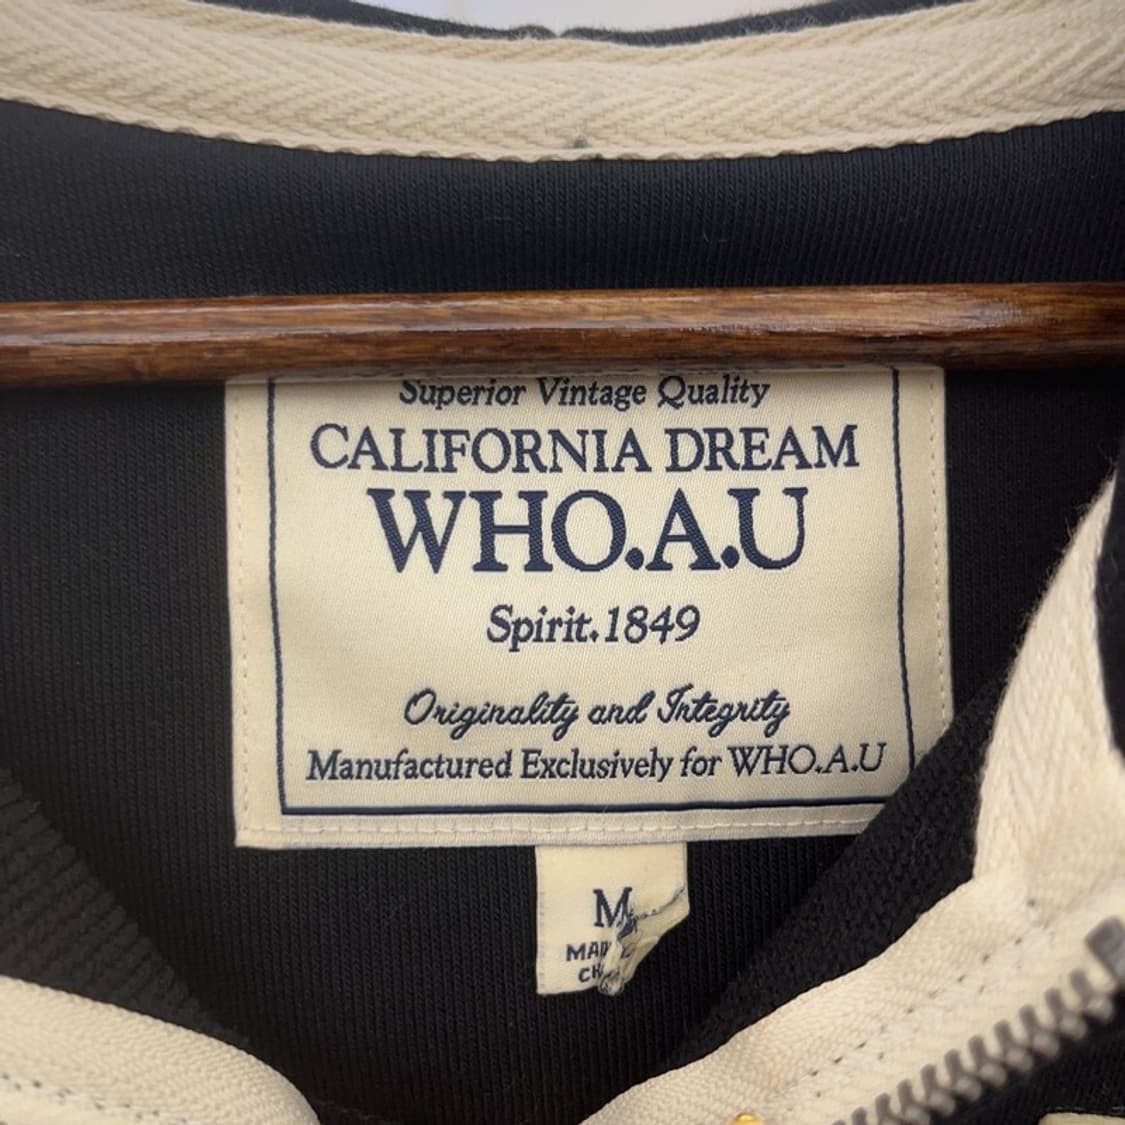 Superior Vintage Quality
CALIFORNIA DREAM
WHO.A.U
Spirit.1849
Originality and Integrity
Manufactured Exclusively for WHO.A.U
M